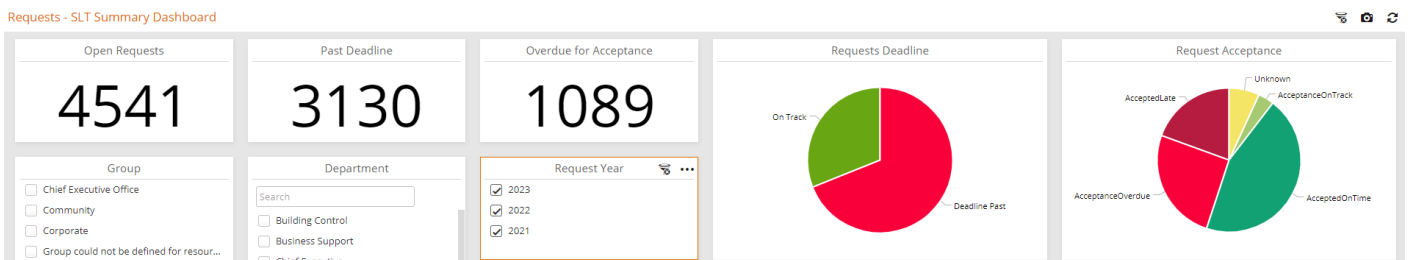 Requests - SLT Summary Dashboard
Open Requests
4541
Past Deadline
3130
Overdue for Acceptance
1089
Requests Deadline
On Track
Deadline Past
Request Acceptance
Unknown
AcceptanceOnTrack
AcceptedLate
AcceptanceOverdue
AcceptedOnTime
Group
Chief Executive Office
Community
Corporate
Group could not be defined for resour...
Department
Search
Building Control
Business Support
Request Year
2023
2022
2021